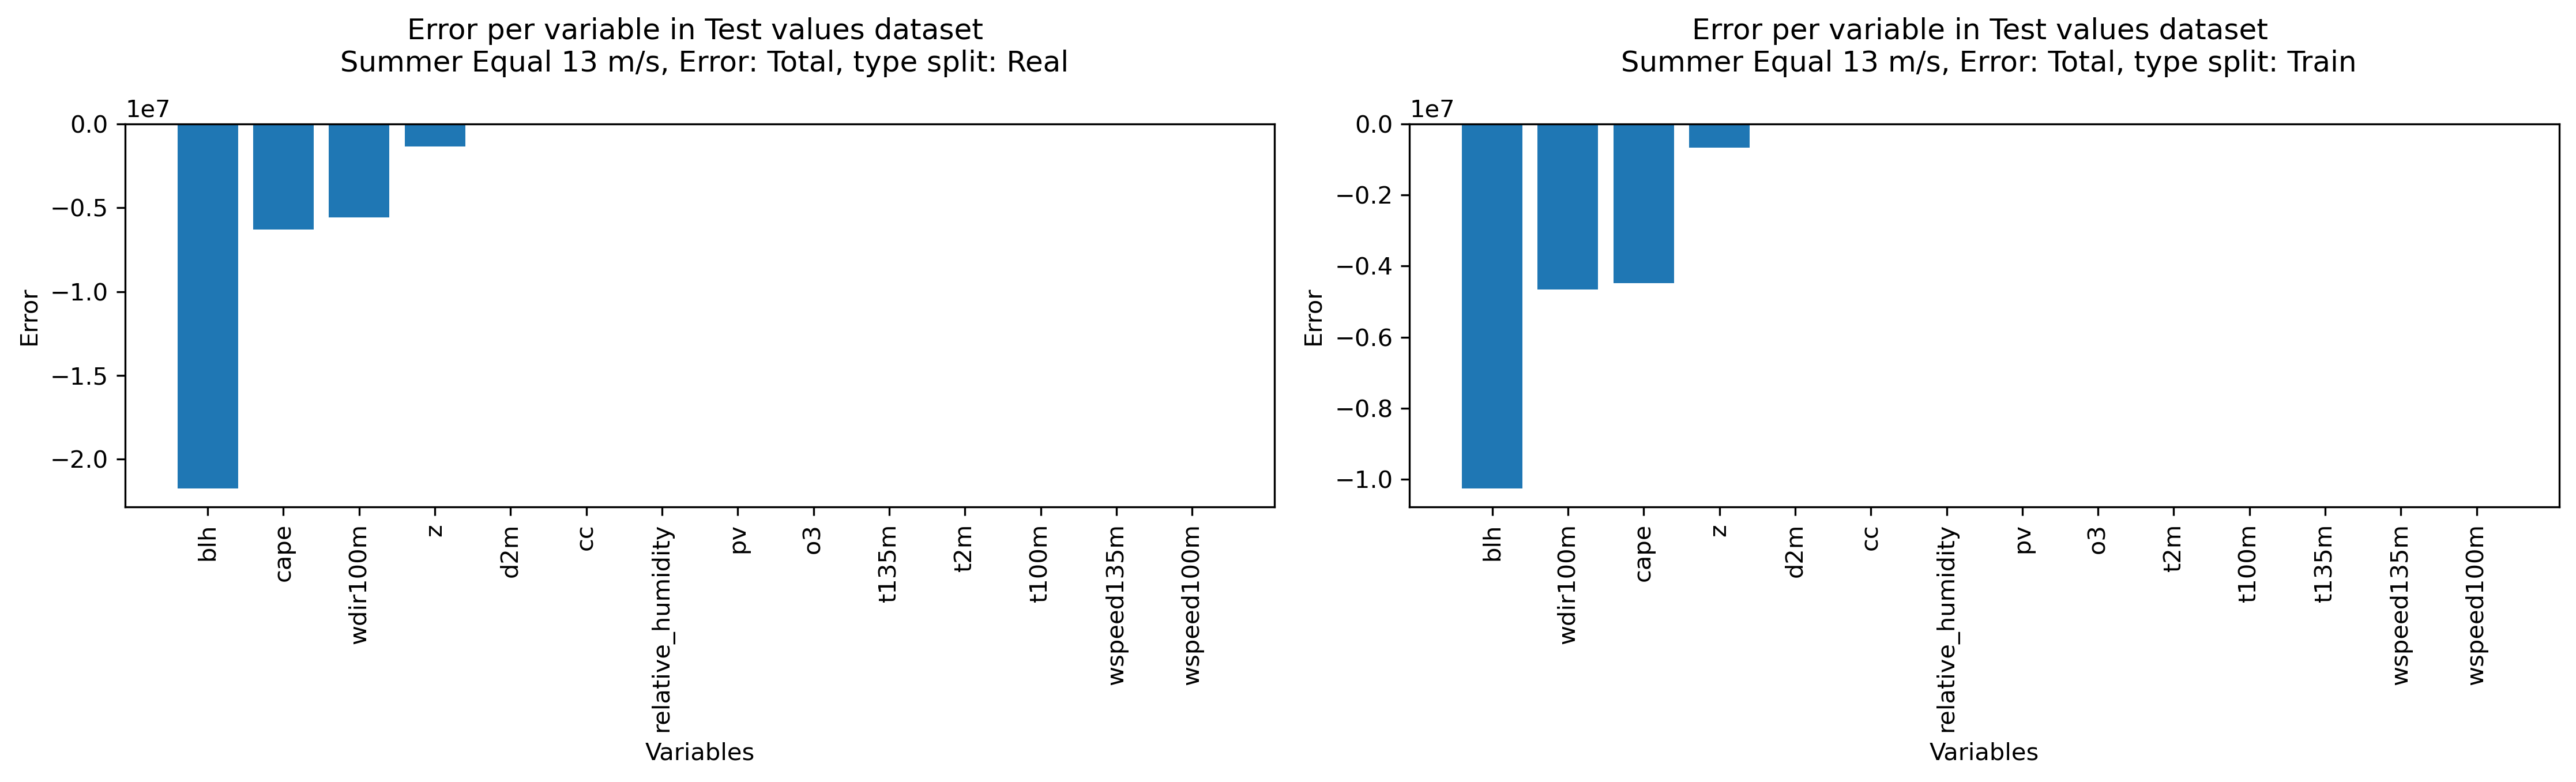 Error per variable in Test values dataset
Summer Equal 13 m/s, Error: Total, type split: Real
1e7
0.0
−0.5
−1.0
−1.5
−2.0
Error
blh
cape
wdir100m
z
d2m
cc
relative_humidity
pv
o3
t135m
t2m
t100m
wspeed135m
wspeed100m
Variables
Error per variable in Test values dataset
Summer Equal 13 m/s, Error: Total, type split: Train
1e7
0.0
−0.2
−0.4
−0.6
−0.8
−1.0
Error
blh
wdir100m
cape
z
d2m
cc
relative_humidity
pv
o3
t2m
t100m
t135m
wspeed135m
wspeed100m
Variables